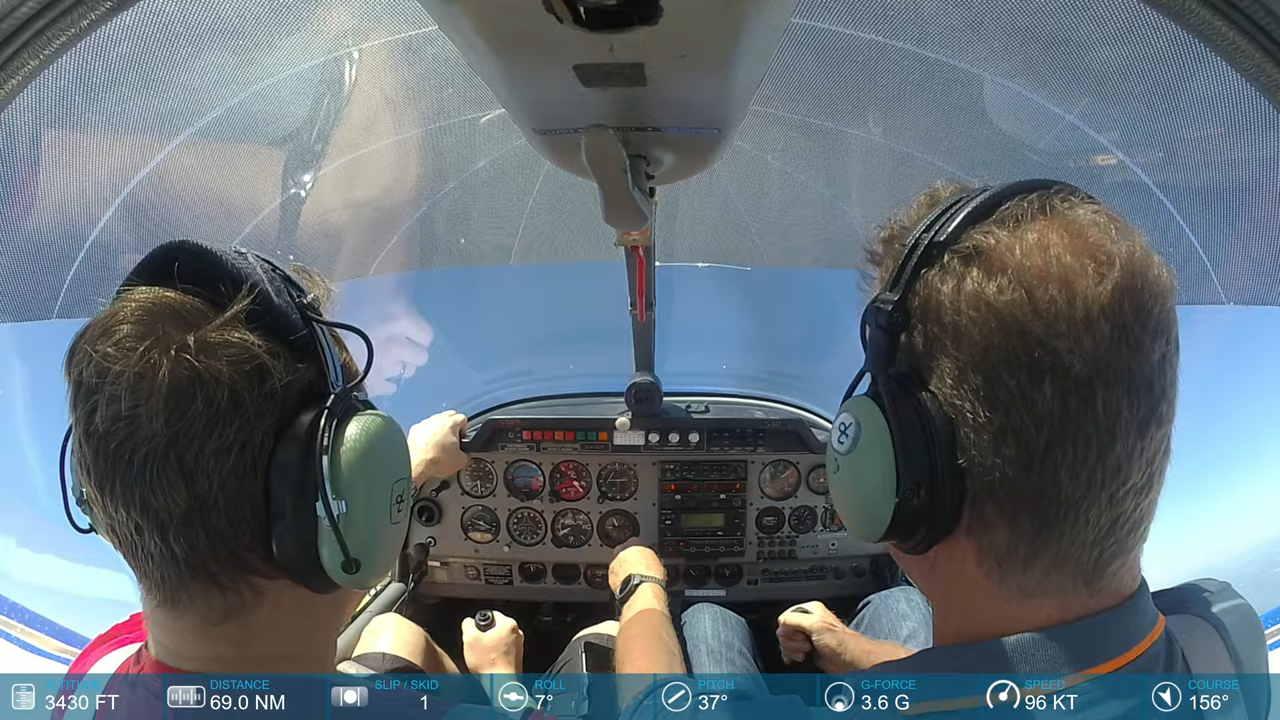 ALTITUDE
3430 FT
DISTANCE
69.0 NM
SLIP / SKID
1
ROLL
7°
PITCH
37°
G-FORCE
3.6 G
SPEED
96 KT
COURSE
156°